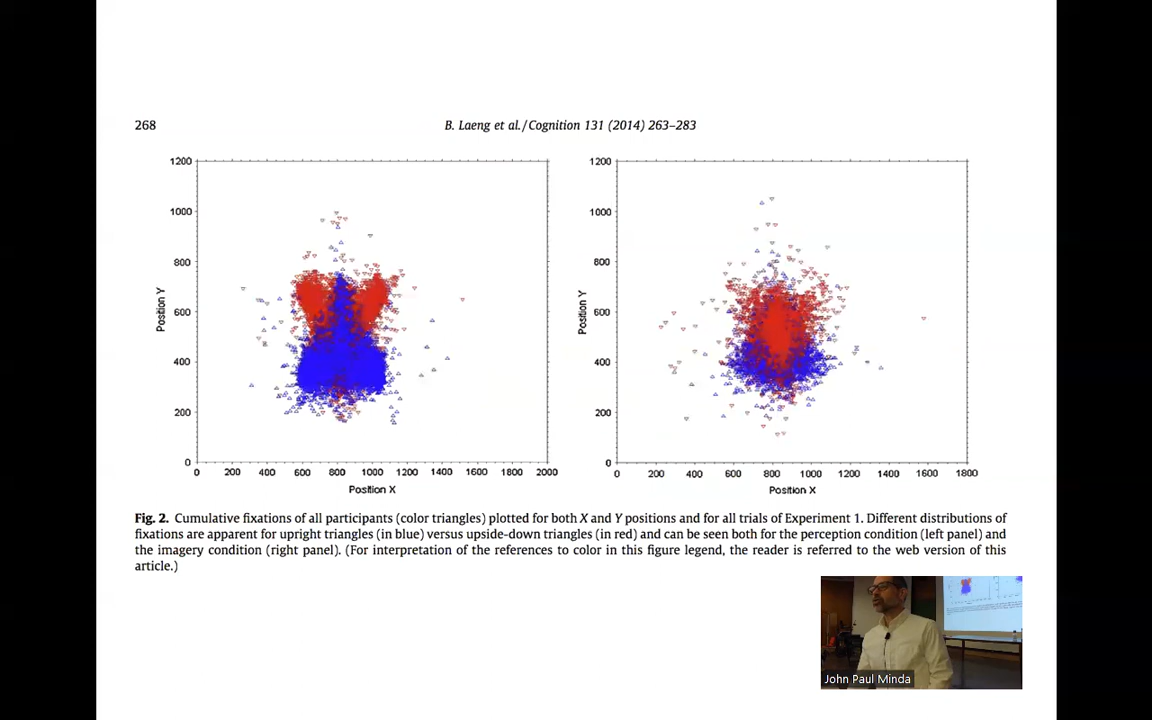 268
B. Laeng et al. / Cognition 131 (2014) 263–283
1200
1000
800
600
400
200
0
Position Y
0 200 400 600 800 1000 1200 1400 1600 1800 2000
Position X
1200
1000
800
600
400
200
0
Position Y
0 200 400 600 800 1000 1200 1400 1600 1800
Position X
Fig. 2. Cumulative fixations of all participants (color triangles) plotted for both X and Y positions and for all trials of Experiment 1. Different distributions of
fixations are apparent for upright triangles (in blue) versus upside-down triangles (in red) and can be seen both for the perception condition (left panel) and
the imagery condition (right panel). (For interpretation of the references to color in this figure legend, the reader is referred to the web version of this
article.)
John Paul Minda